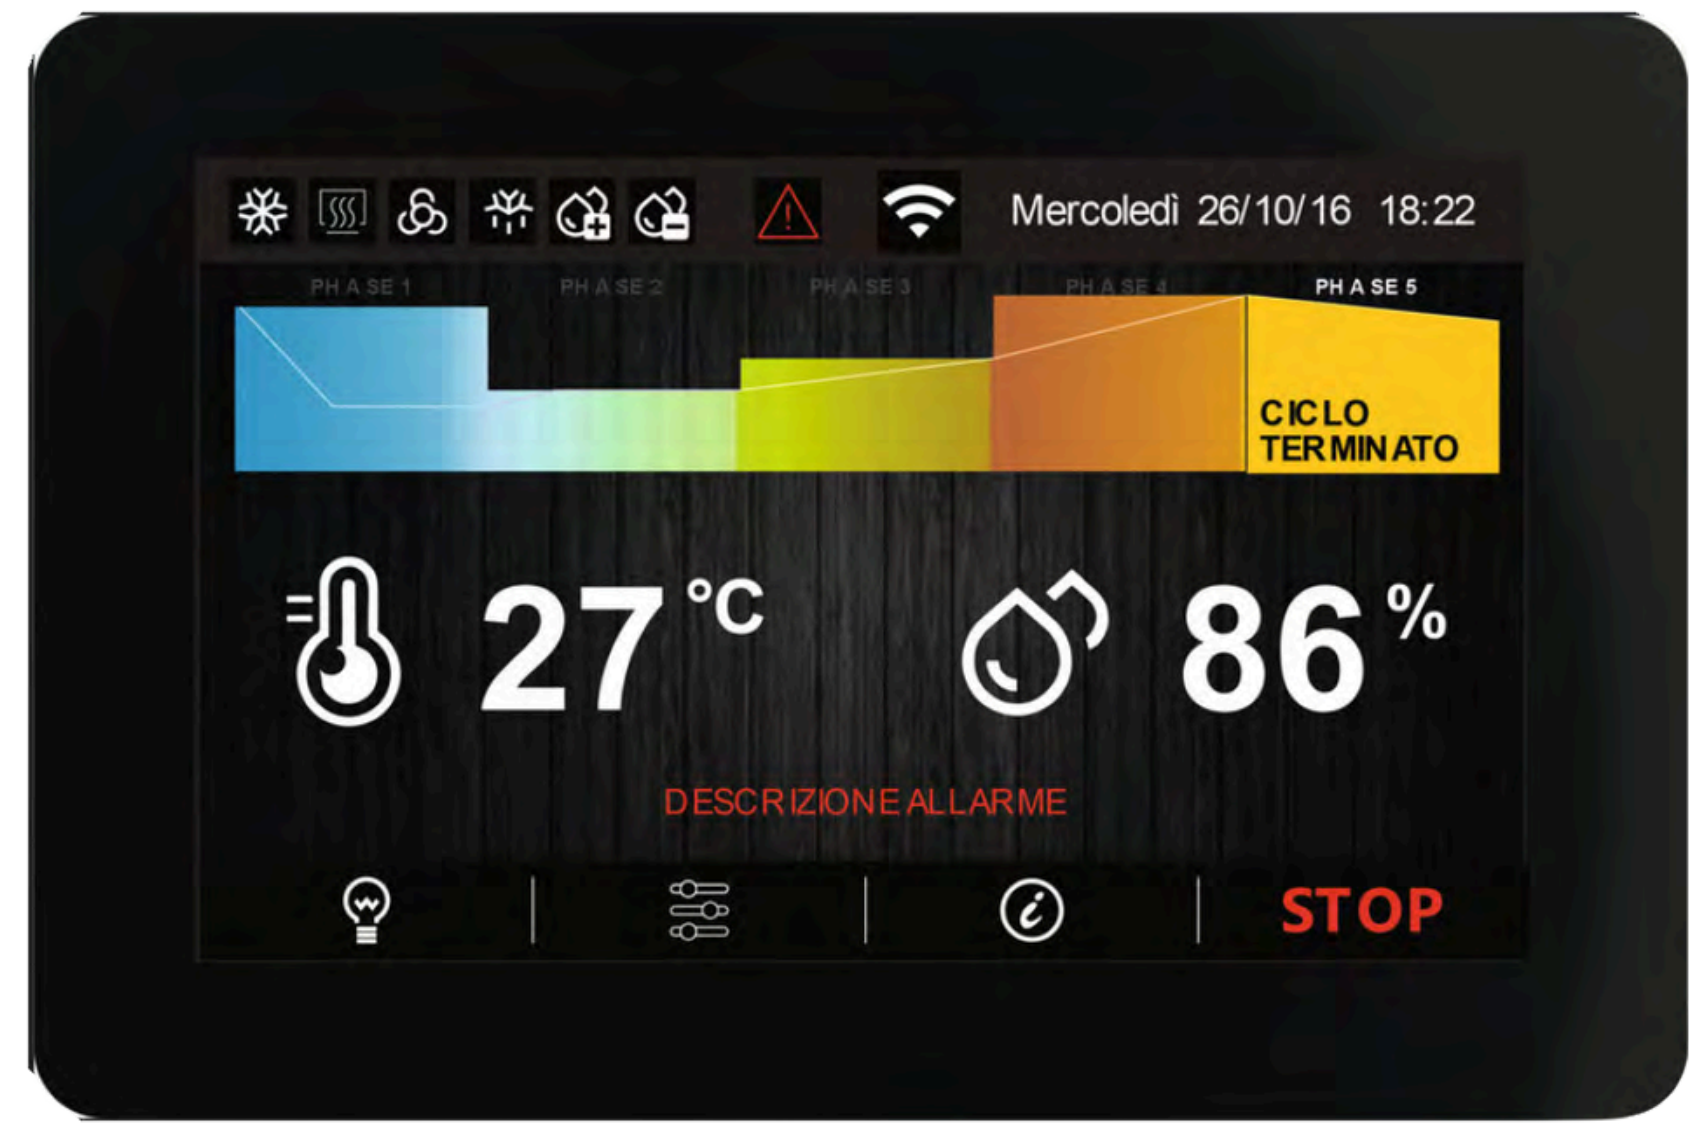 Mercoledì 26/10/16 18:22
PHASE 1 PHASE 2 PHASE 3 PHASE 4 PHASE 5
CICLO
TERMINATO
27 °C 86 %
DESCRIZIONE ALLARME
STOP